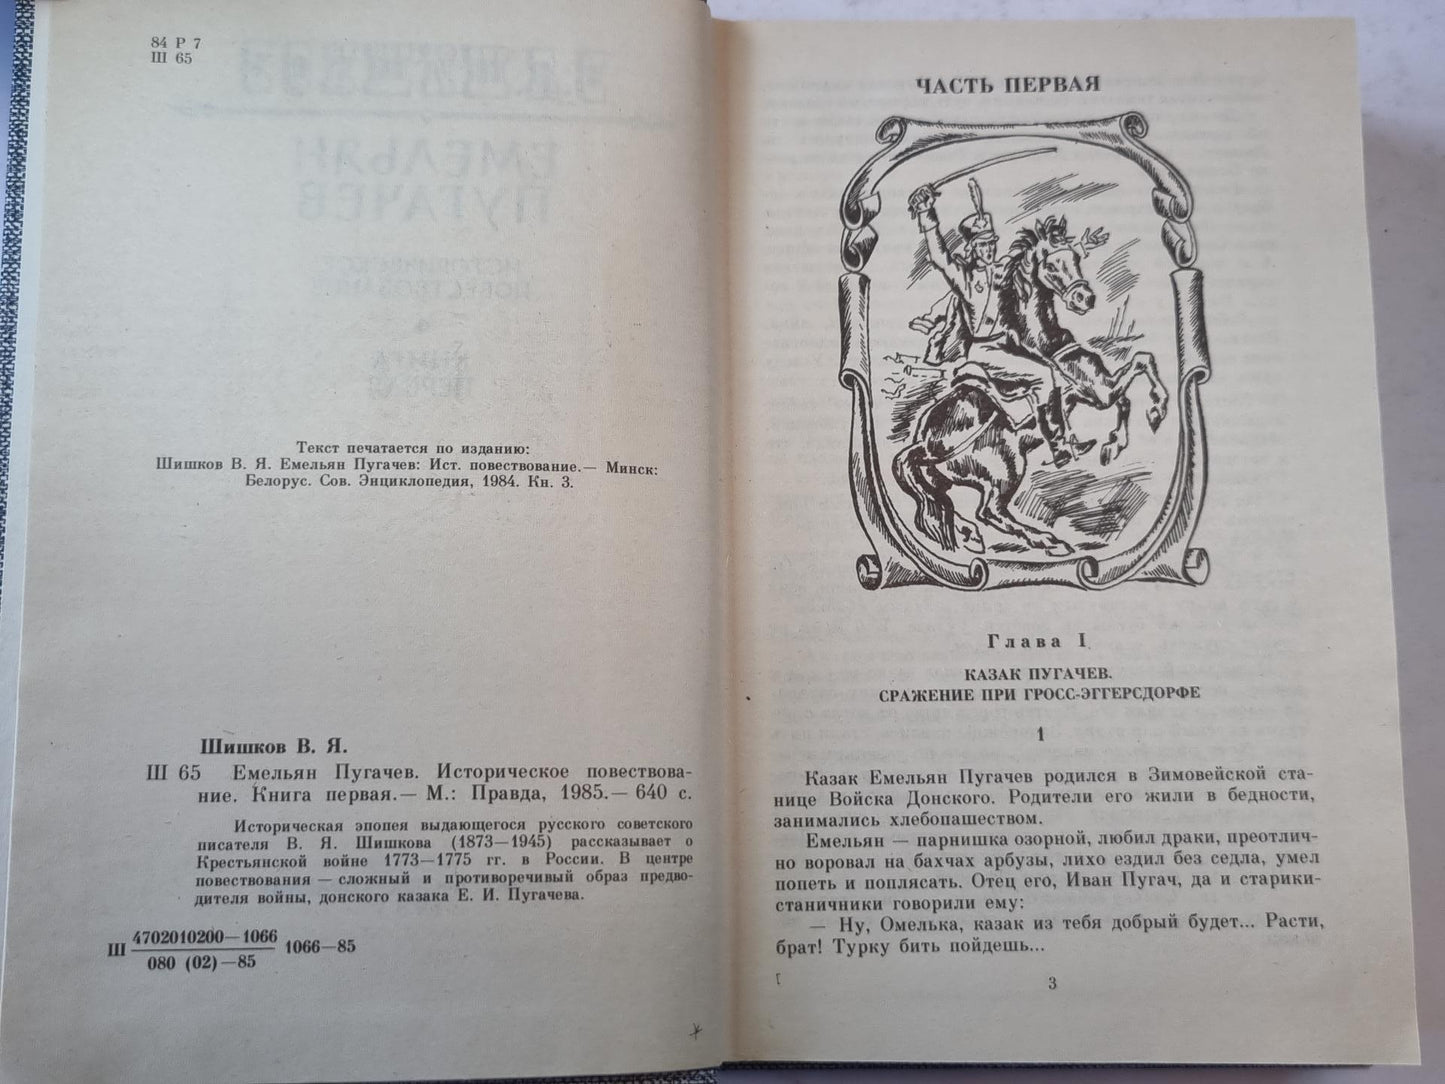 84 Р 7
Ш 65
Текст печатается по изданию:
Шишков В. Я. Емельян Пугачев: Ист. повествование.— Минск:
Белорус. Сов. Энциклопедия, 1984. Кн. 3.
Шишков В. Я.
Ш 65 Емельян Пугачев. Историческое повествова-
ние. Книга первая.— М.: Правда, 1985.— 640 с.
Историческая эпопея выдающегося русского советского
писателя В. Я. Шишкова (1873—1945) рассказывает о
Крестьянской войне 1773—1775 гг. в России. В центре
повествования — сложный и противоречивый образ предво-
дителя войны, донского казака Е. И. Пугачева.
Ш 4702010200—1066
080 (02)—85
1066—85
ЧАСТЬ ПЕРВАЯ
Глава I
КАЗАК ПУГАЧЕВ.
СРАЖЕНИЕ ПРИ ГРОСС-ЭГГЕРСДОРФЕ
1
Казак Емельян Пугачев родился в Зимовейской ста-
нице Войска Донского. Родители его жили в бедности,
занимались хлебопашеством.
Емельян — парнишка озорной, любил драки, преотлич-
но воровал на бахчах арбузы, лихо ездил без седла, умел
попеть и поплясать. Отец его, Иван Пугач, да и старики-
станичники говорили ему:
— Ну, Омелька, казак из тебя добрый будет... Расти,
брат! Турку бить пойдешь...
3